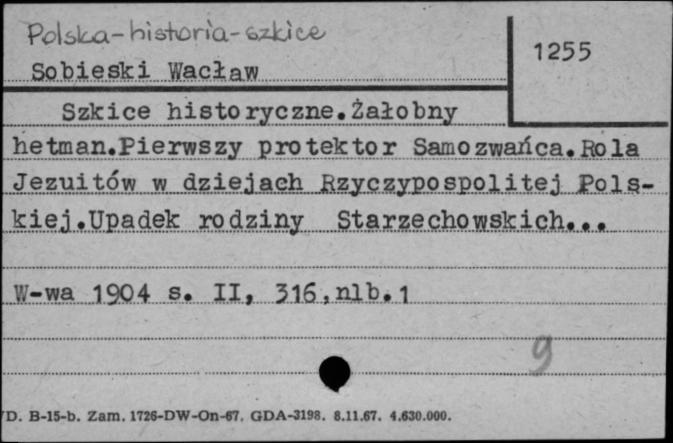 Polska-historia-szkice
1255
Sobieski Wacław
Szkice historyczne.Żałobny
hetman.Pierwszy protektor Samozwańca.Rola
Jezuitów w dziejach Rzyczypospolitej Pols-
kiej.Upadek rodziny Starzechowskich...
W-wa 1904 s. II, 316,nlb.1
9
D. B-15-b. Zam. 1726-DW-On-67. GDA-3198. 8.11.67. 4.630.000.